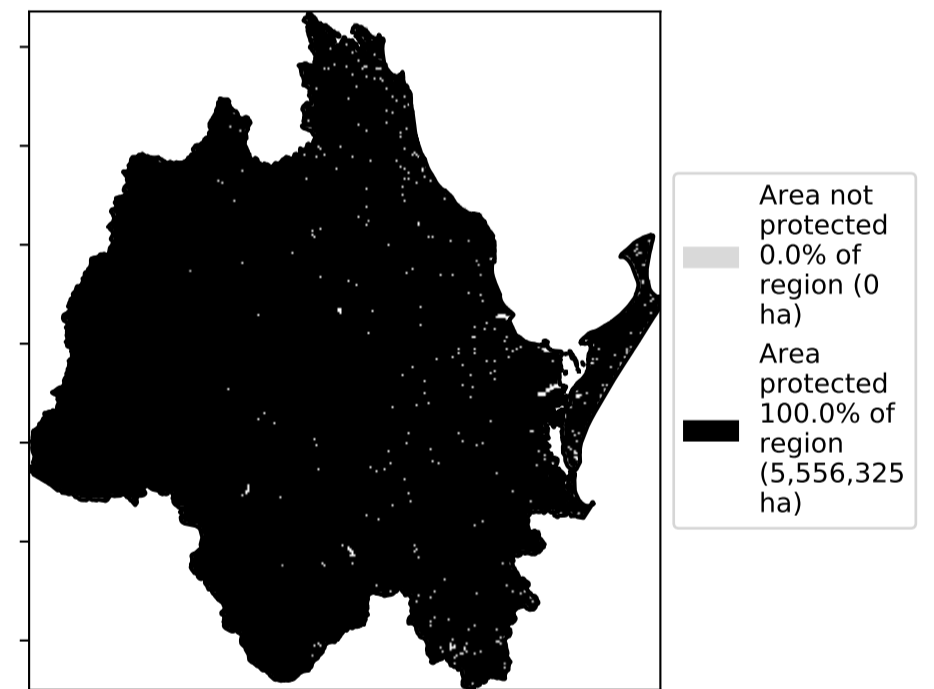 Area not
protected
0.0% of
region (0
ha)
Area
protected
100.0% of
region
(5,556,325
ha)